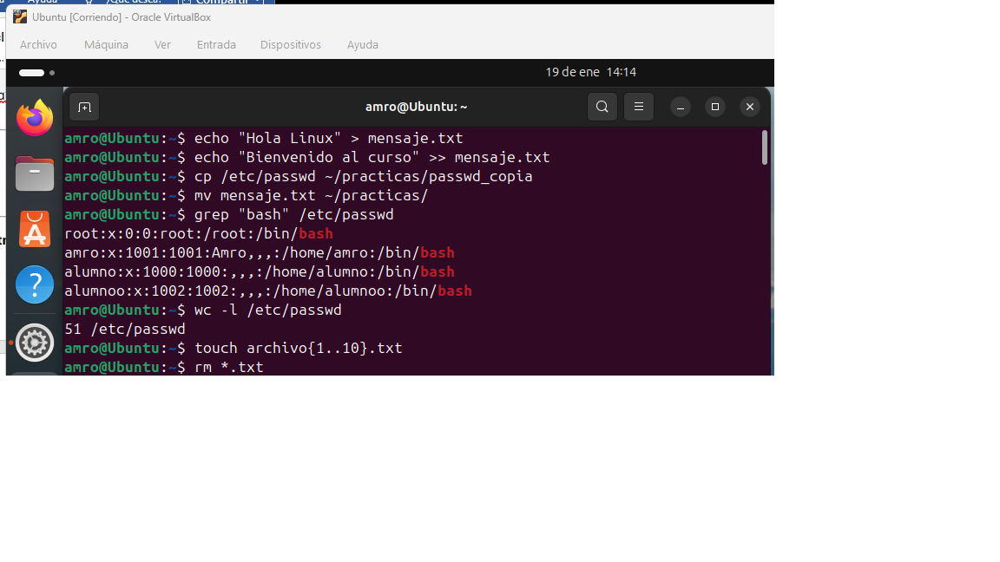 Ayuda
¿Qué desea?
Compartir
Ubuntu [Corriendo] - Oracle VirtualBox
Archivo Máquina Ver Entrada Dispositivos Ayuda
19 de ene 14:14
amro@Ubuntu: ~
amro@Ubuntu:~$ echo "Hola Linux" > mensaje.txt
amro@Ubuntu:~$ echo "Bienvenido al curso" >> mensaje.txt
amro@Ubuntu:~$ cp /etc/passwd ~/practicas/passwd_copia
amro@Ubuntu:~$ mv mensaje.txt ~/practicas/
amro@Ubuntu:~$ grep "bash" /etc/passwd
root:x:0:0:root:/root:/bin/bash
amro:x:1001:1001:Amro,,,:/home/amro:/bin/bash
alumno:x:1000:1000:,,,:/home/alumno:/bin/bash
alumnoo:x:1002:1002:,,,:/home/alumnoo:/bin/bash
amro@Ubuntu:~$ wc -l /etc/passwd
51 /etc/passwd
amro@Ubuntu:~$ touch archivo{1..10}.txt
amro@Ubuntu:~$ rm *.txt